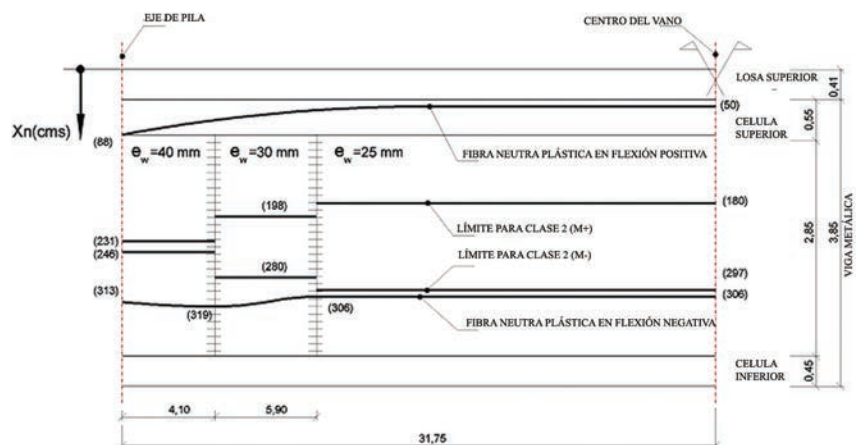 EJE DE PILA
CENTRO DEL VANO
LOSA SUPERIOR
0,41
Xn(cms)
(50)
CELULA
SUPERIOR
0,55
(88)
FIBRA NEUTRA PLÁSTICA EN FLEXIÓN POSITIVA
e_w=40 mm
e_w=30 mm
e_w=25 mm
(198)
(180)
LÍMITE PARA CLASE 2 (M+)
(231)
(246)
LÍMITE PARA CLASE 2 (M-)
(280)
(297)
(313)
(306)
(319)
(306)
FIBRA NEUTRA PLÁSTICA EN FLEXIÓN NEGATIVA
2,85
3,85
VIGA METÁLICA
CELULA
INFERIOR
0,45
4,10
5,90
31,75